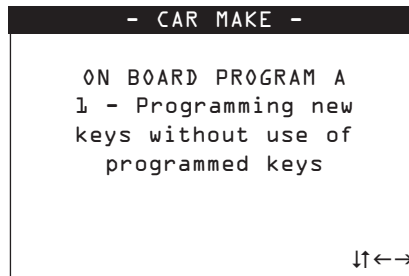 - CAR MAKE -
ON BOARD PROGRAM A
1 - Programming new
keys without use of
programmed keys
↓↑←→